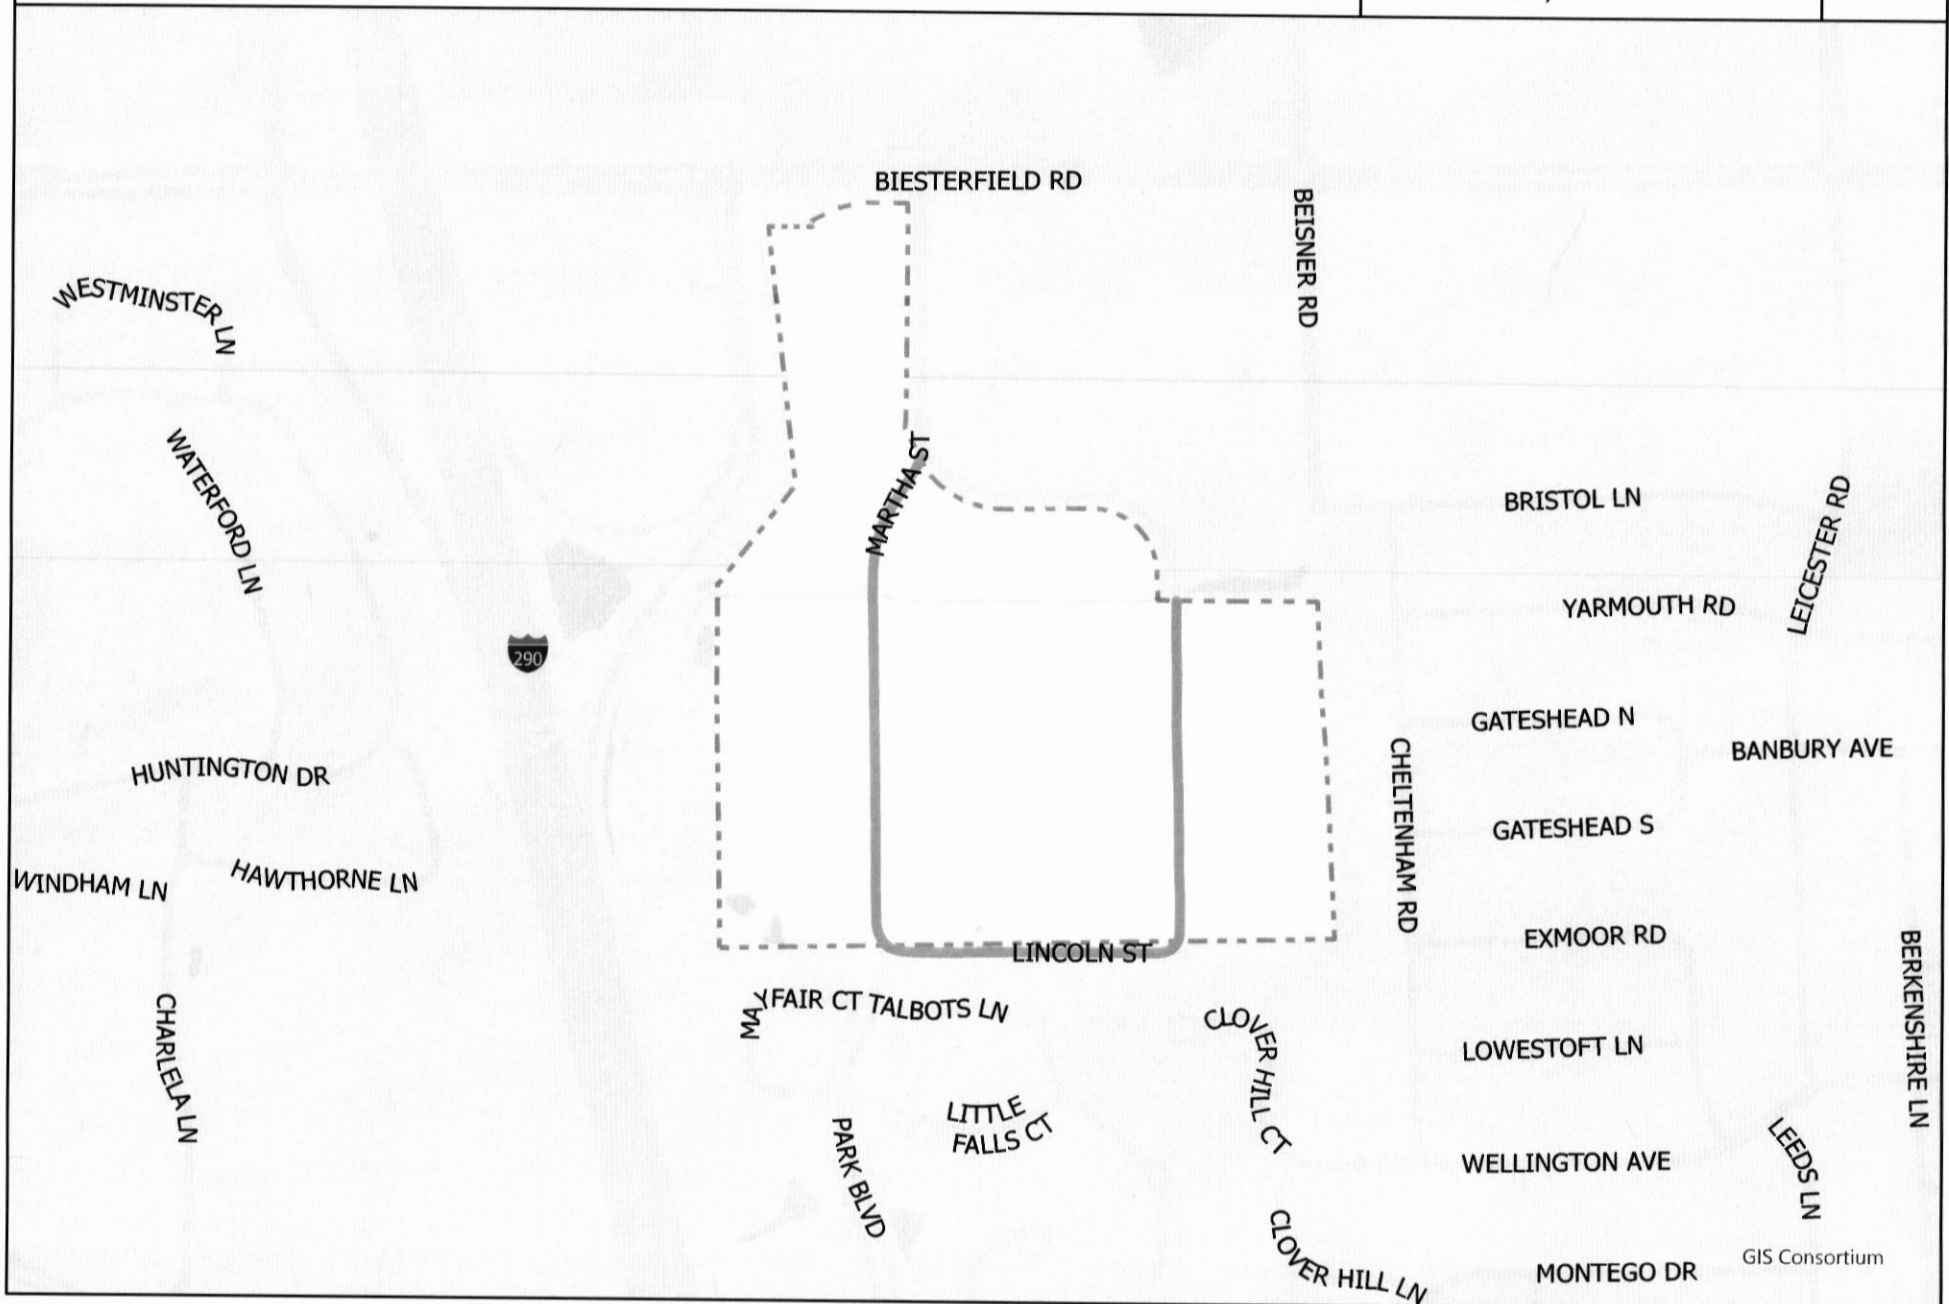 BIESTERFIELD RD
BEISNER RD
WESTMINSTER LN
WATERFORD LN
MARTHA ST
BRISTOL LN
LEICESTER RD
YARMOUTH RD
290
GATESHEAD N
BANBURY AVE
HUNTINGTON DR
CHELTENHAM RD
GATESHEAD S
WINDHAM LN
HAWTHORNE LN
EXMOOR RD
LINCOLN ST
BERKENSHIRE LN
CHARLELA LN
MAYFAIR CT
TALBOTS LN
CLOVER HILL CT
LOWESTOFT LN
LITTLE
FALLS CT
PARK BLVD
WELLINGTON AVE
LEEDS LN
CLOVER HILL LN
GIS Consortium
MONTEGO DR